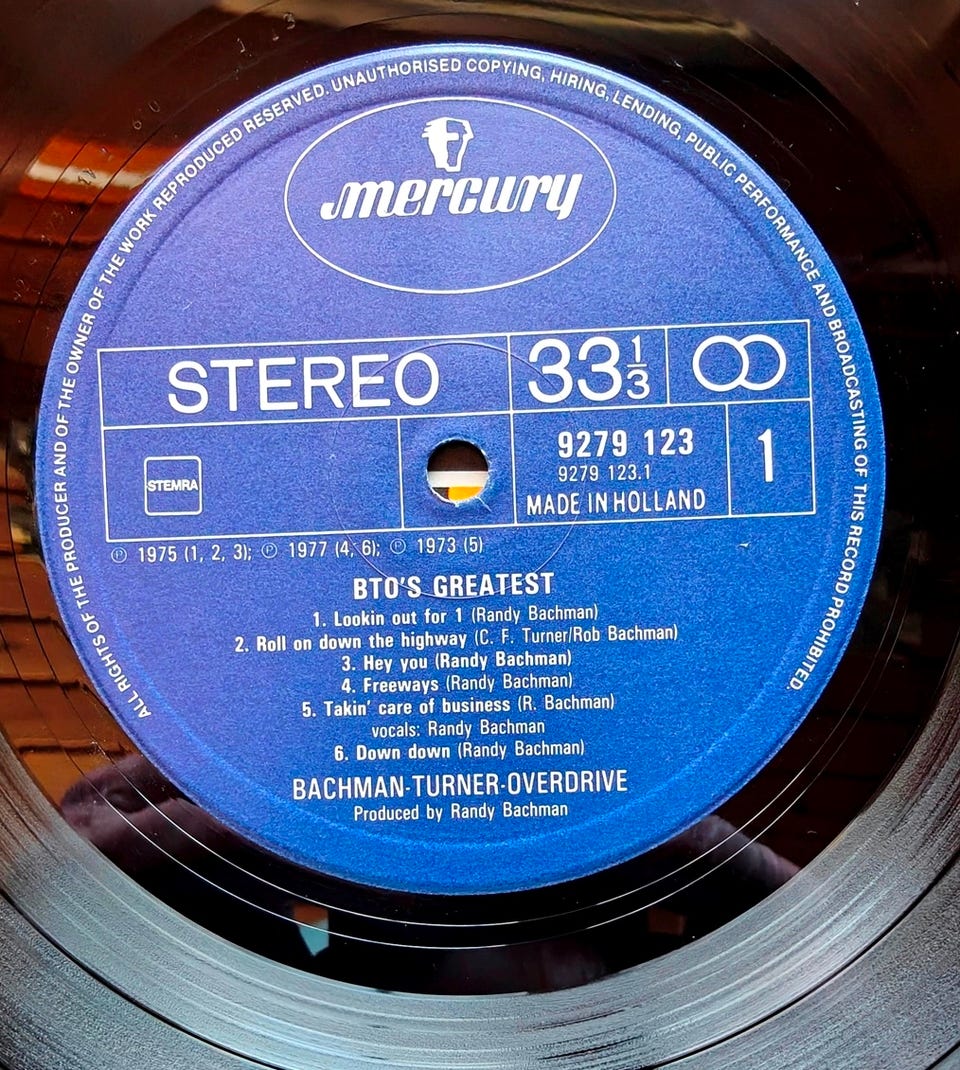 ALL RIGHTS OF THE PRODUCER AND OF THE OWNER OF THE WORK REPRODUCED RESERVED. UNAUTHORISED COPYING, HIRING, LENDING, PUBLIC PERFORMANCE AND BROADCASTING OF THIS RECORD PROHIBITED.
mercury
STEREO
33 1/3
STEMRA
9279 123
9279 123.1
MADE IN HOLLAND
1
℗ 1975 (1, 2, 3); ℗ 1977 (4, 6); ℗ 1973 (5)
BTO'S GREATEST
1. Lookin out for 1 (Randy Bachman)
2. Roll on down the highway (C. F. Turner/Rob Bachman)
3. Hey you (Randy Bachman)
4. Freeways (Randy Bachman)
5. Takin' care of business (R. Bachman)
vocals: Randy Bachman
6. Down down (Randy Bachman)
BACHMAN-TURNER-OVERDRIVE
Produced by Randy Bachman